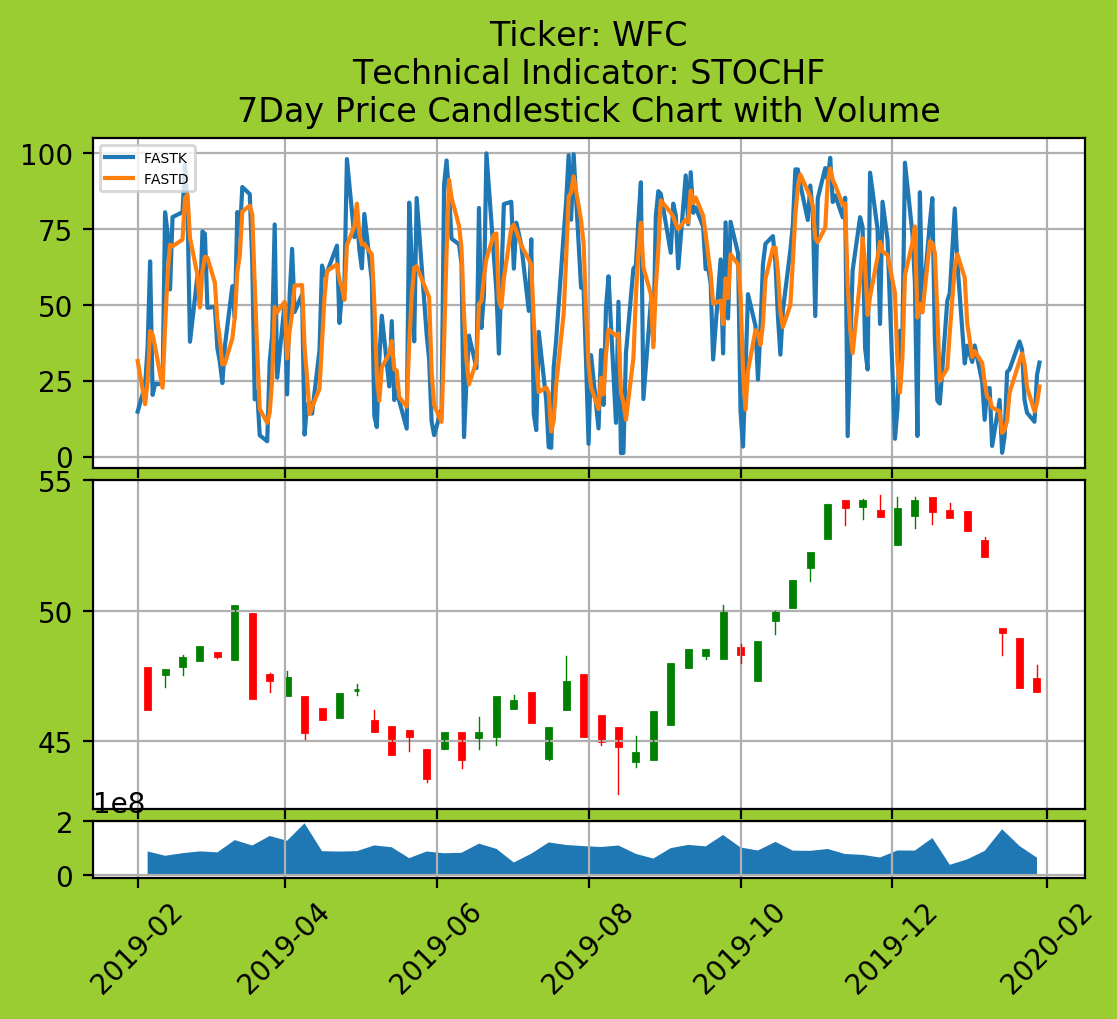 Ticker: WFC
Technical Indicator: STOCHF
7Day Price Candlestick Chart with Volume
100
75
50
25
0
FASTK
FASTD
55
50
45
1e8
2
0
2019-02
2019-04
2019-06
2019-08
2019-10
2019-12
2020-02